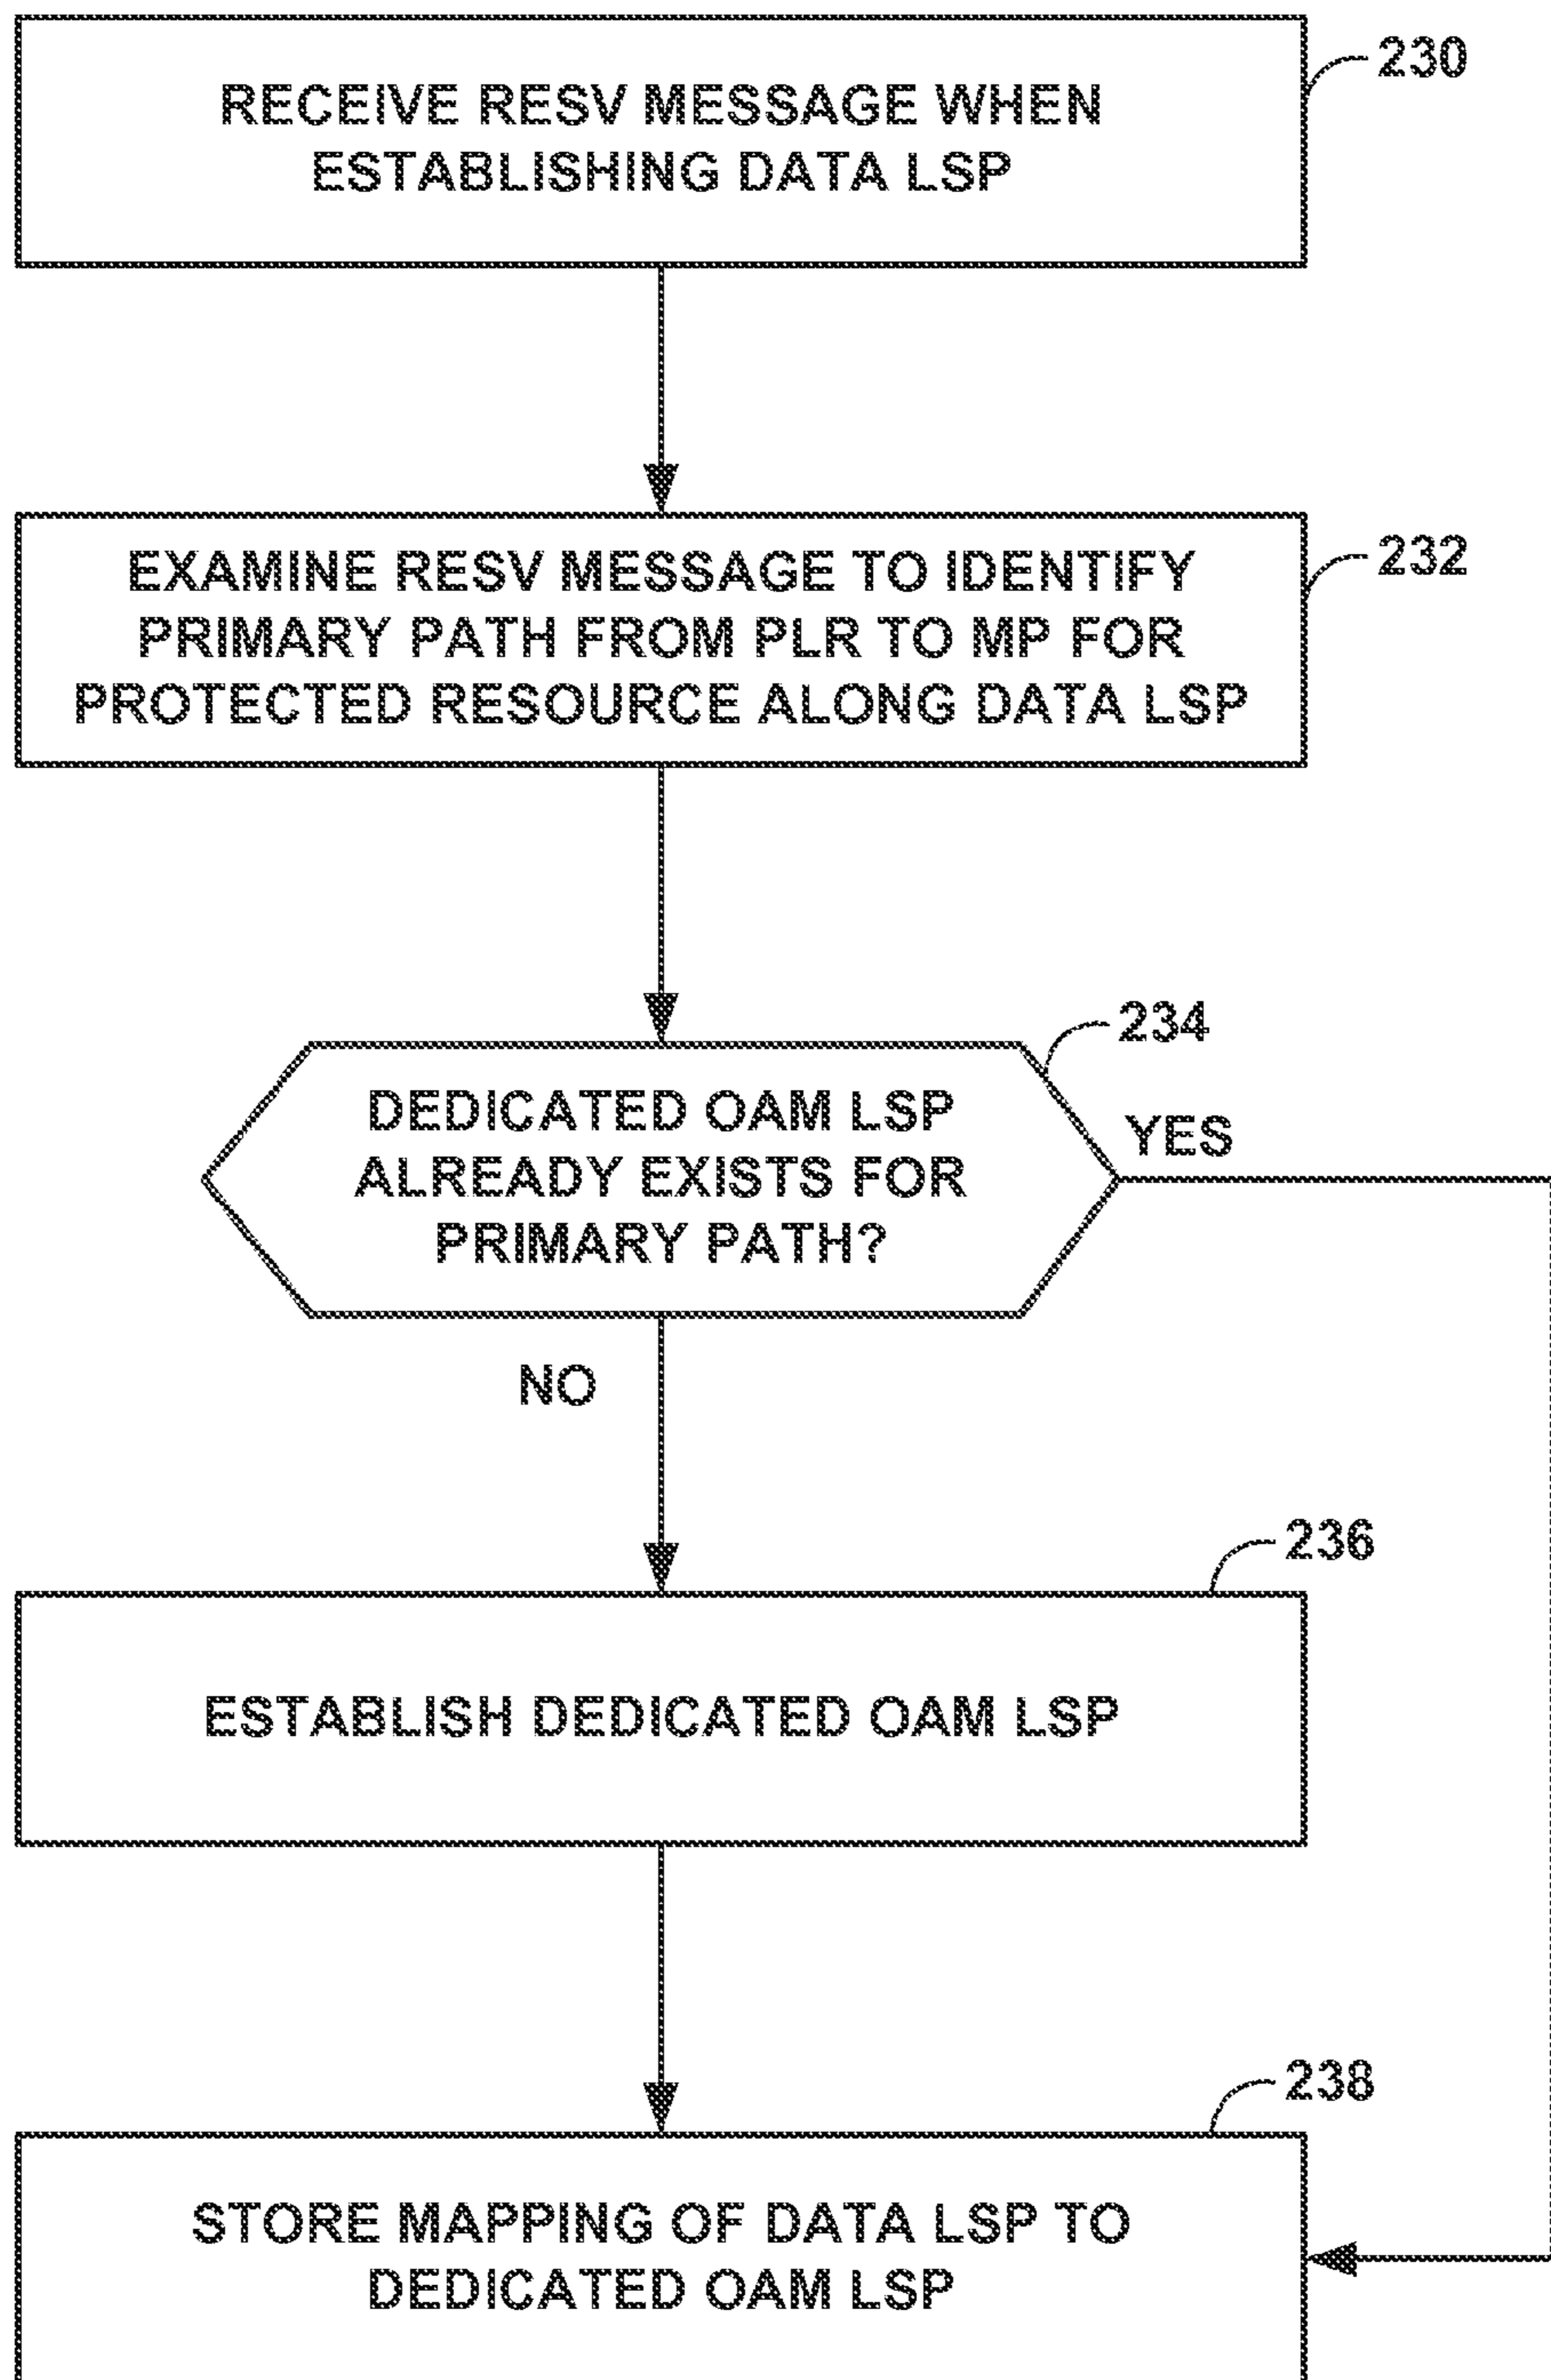 230
RECEIVE RESV MESSAGE WHEN
ESTABLISHING DATA LSP
232
EXAMINE RESV MESSAGE TO IDENTIFY
PRIMARY PATH FROM PLR TO MP FOR
PROTECTED RESOURCE ALONG DATA LSP
234
DEDICATED OAM LSP
ALREADY EXISTS FOR
PRIMARY PATH?
YES
NO
236
ESTABLISH DEDICATED OAM LSP
238
STORE MAPPING OF DATA LSP TO
DEDICATED OAM LSP